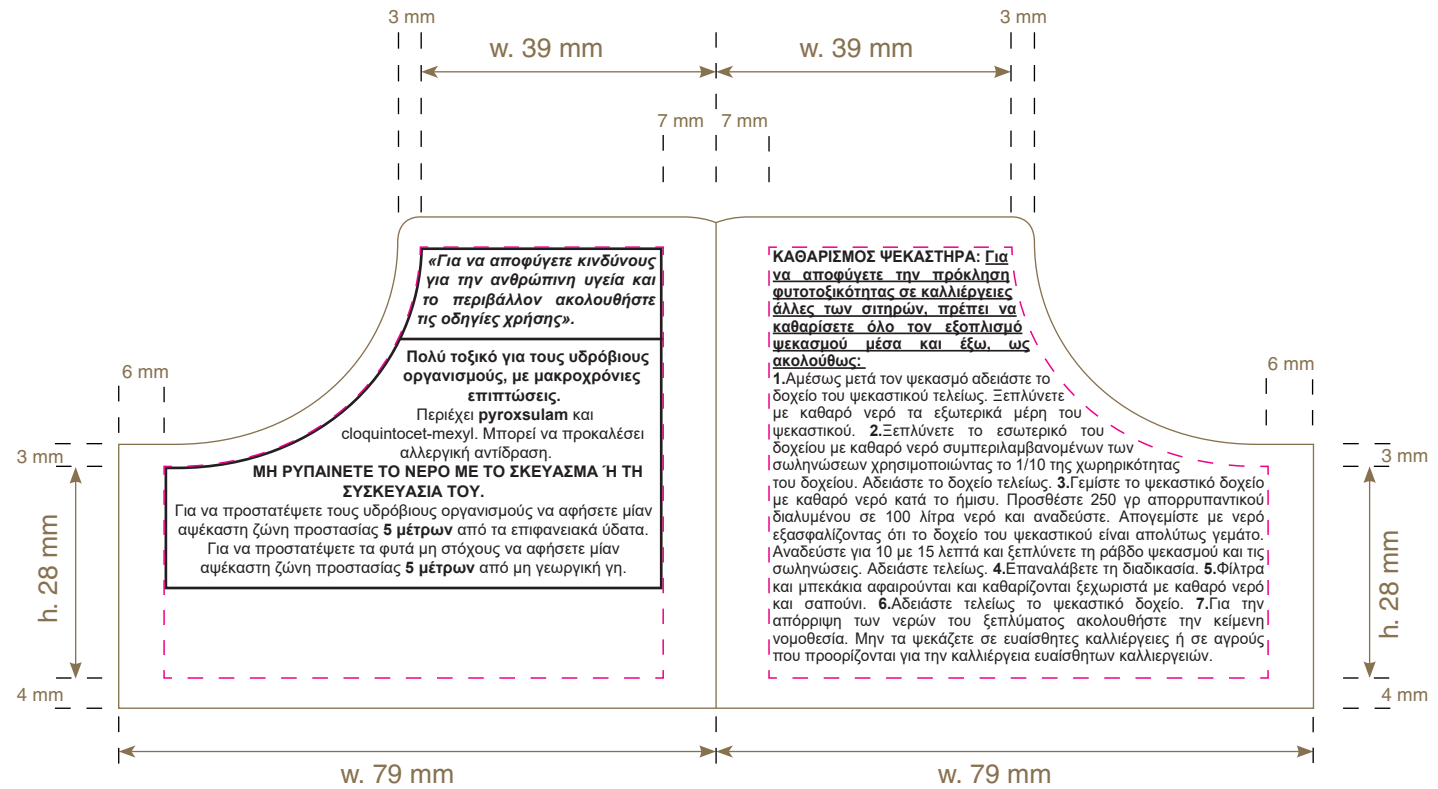 3 mm
3 mm
w. 39 mm
w. 39 mm
7 mm
7 mm
«Για να αποφύγετε κινδύνους
για την ανθρώπινη υγεία και
το περιβάλλον ακολουθήστε
τις οδηγίες χρήσης».
Πολύ τοξικό για τους υδρόβιους
οργανισμούς, με μακροχρόνιες
επιπτώσεις.
Περιέχει pyroxsulam και
cloquintocet-mexyl. Μπορεί να προκαλέσει
αλλεργική αντίδραση.
ΜΗ ΡΥΠΑΙΝΕΤΕ ΤΟ ΝΕΡΟ ΜΕ ΤΟ ΣΚΕΥΑΣΜΑ Ή ΤΗ
ΣΥΣΚΕΥΑΣΙΑ ΤΟΥ.
Για να προστατέψετε τους υδρόβιους οργανισμούς να αφήσετε μίαν
αψέκαστη ζώνη προστασίας 5 μέτρων από τα επιφανειακά ύδατα.
Για να προστατέψετε τα φυτά μη στόχους να αφήσετε μίαν
αψέκαστη ζώνη προστασίας 5 μέτρων από μη γεωργική γη.
ΚΑΘΑΡΙΣΜΟΣ ΨΕΚΑΣΤΗΡΑ: Για
να αποφύγετε την πρόκληση
φυτοτοξικότητας σε καλλιέργειες
άλλες των σιτηρών, πρέπει να
καθαρίσετε όλο τον εξοπλισμό
ψεκασμού μέσα και έξω, ως
ακολούθως:
1.Αμέσως μετά τον ψεκασμό αδειάστε το
δοχείο του ψεκαστικού τελείως. Ξεπλύνετε
με καθαρό νερό τα εξωτερικά μέρη του
ψεκαστικού. 2.Ξεπλύνετε το εσωτερικό του
δοχείου με καθαρό νερό συμπεριλαμβανομένων των
σωληνώσεων χρησιμοποιώντας το 1/10 της χωρηρικότητας
του δοχείου. Αδειάστε το δοχείο τελείως. 3.Γεμίστε το ψεκαστικό δοχείο
με καθαρό νερό κατά το ήμισυ. Προσθέστε 250 γρ απορρυπαντικού
διαλυμένου σε 100 λίτρα νερό και αναδεύστε. Απογεμίστε με νερό
εξασφαλίζοντας ότι το δοχείο του ψεκαστικού είναι απολύτως γεμάτο.
Αναδεύστε για 10 με 15 λεπτά και ξεπλύνετε τη ράβδο ψεκασμού και τις
σωληνώσεις. Αδειάστε τελείως. 4.Επαναλάβετε τη διαδικασία. 5.Φίλτρα
και μπεκάκια αφαιρούνται και καθαρίζονται ξεχωριστά με καθαρό νερό
και σαπούνι. 6.Αδειάστε τελείως το ψεκαστικό δοχείο. 7.Για την
απόρριψη των νερών του ξεπλύματος ακολουθήστε την κείμενη
νομοθεσία. Μην τα ψεκάζετε σε ευαίσθητες καλλιέργειες ή σε αγρούς
που προορίζονται για την καλλιέργεια ευαίσθητων καλλιεργειών.
6 mm
3 mm
h. 28 mm
4 mm
6 mm
3 mm
h. 28 mm
4 mm
w. 79 mm
w. 79 mm